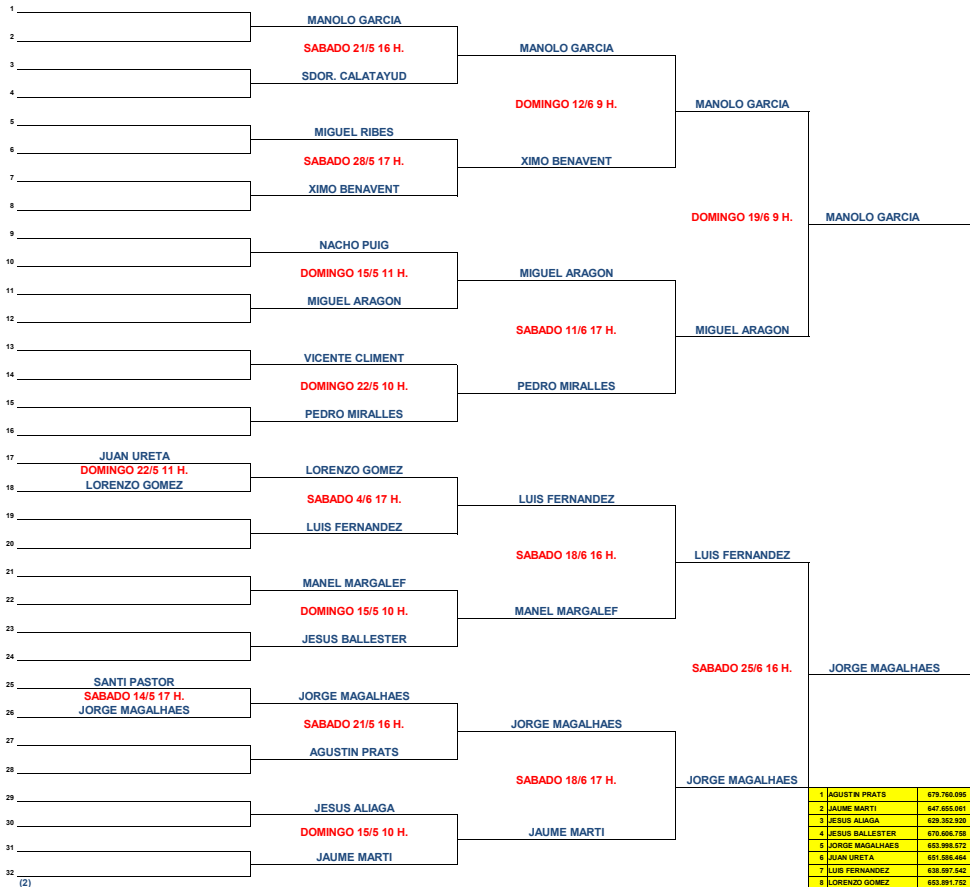 1
MANOLO GARCIA
2
SABADO 21/5 16 H.
MANOLO GARCIA
3
SDOR. CALATAYUD
4
DOMINGO 12/6 9 H.
MANOLO GARCIA
5
MIGUEL RIBES
6
SABADO 28/5 17 H.
XIMO BENAVENT
7
XIMO BENAVENT
8
DOMINGO 19/6 9 H.
MANOLO GARCIA
9
NACHO PUIG
10
DOMINGO 15/5 11 H.
MIGUEL ARAGON
11
MIGUEL ARAGON
12
SABADO 11/6 17 H.
MIGUEL ARAGON
13
VICENTE CLIMENT
14
DOMINGO 22/5 10 H.
PEDRO MIRALLES
15
PEDRO MIRALLES
16
17
JUAN URETA
DOMINGO 22/5 11 H.
LORENZO GOMEZ
18
LORENZO GOMEZ
SABADO 4/6 17 H.
LUIS FERNANDEZ
19
LUIS FERNANDEZ
20
SABADO 18/6 16 H.
LUIS FERNANDEZ
21
MANEL MARGALEF
22
DOMINGO 15/5 10 H.
MANEL MARGALEF
23
JESUS BALLESTER
24
SABADO 25/6 16 H.
JORGE MAGALHAES
25
SANTI PASTOR
SABADO 14/5 17 H.
JORGE MAGALHAES
26
JORGE MAGALHAES
SABADO 21/5 16 H.
JORGE MAGALHAES
27
AGUSTIN PRATS
28
SABADO 18/6 17 H.
JORGE MAGALHAES
29
JESUS ALIAGA
30
DOMINGO 15/5 10 H.
JAUME MARTI
31
JAUME MARTI
32
(2)
1 AGUSTIN PRATS 679.760.095
2 JAUME MARTI 647.655.061
3 JESUS ALIAGA 629.352.920
4 JESUS BALLESTER 670.606.758
5 JORGE MAGALHAES 653.998.572
6 JUAN URETA 651.586.464
7 LUIS FERNANDEZ 638.597.542
8 LORENZO GOMEZ 653.891.752